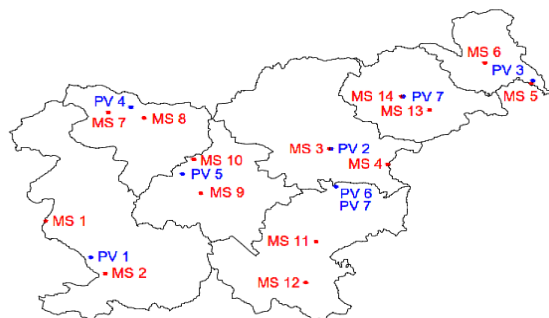 MS 6
PV 3
MS 5
MS 14
PV 7
MS 13
PV 4
MS 7
MS 8
MS 3
PV 2
MS 10
MS 4
PV 5
MS 9
PV 6
PV 7
MS 1
MS 11
PV 1
MS 2
MS 12